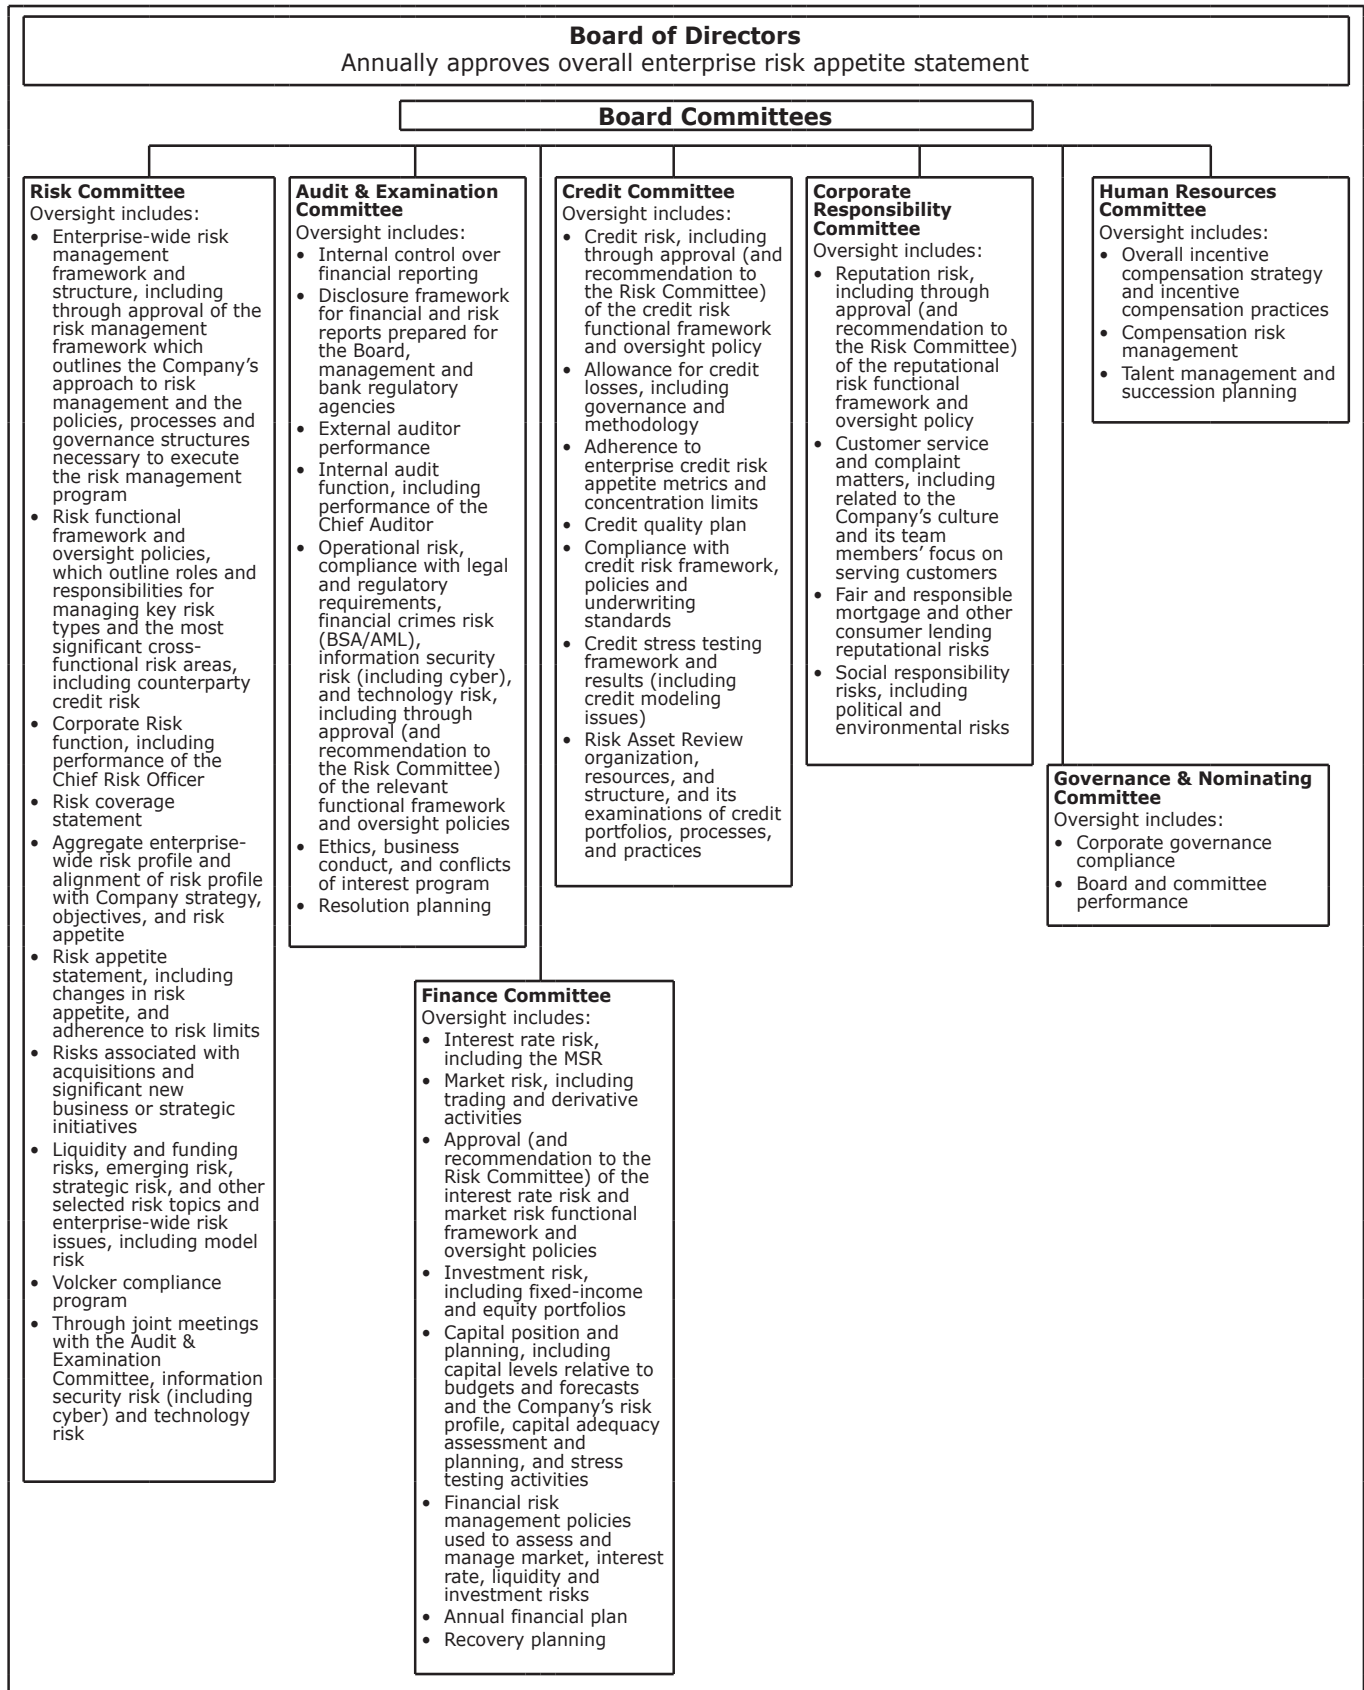 Board of Directors
Annually approves overall enterprise risk appetite statement
Board Committees
Risk Committee
Oversight includes:
• Enterprise-wide risk
management
framework and
structure, including
through approval of the
risk management
framework which
outlines the Company's
approach to risk
management and the
policies, processes and
governance structures
necessary to execute
the risk management
program
• Risk functional
framework and
oversight policies,
which outline roles and
responsibilities for
managing key risk
types and the most
significant cross-
functional risk areas,
including counterparty
credit risk
• Corporate Risk
function, including
performance of the
Chief Risk Officer
• Risk coverage
statement
• Aggregate enterprise-
wide risk profile and
alignment of risk profile
with Company strategy,
objectives, and risk
appetite
• Risk appetite
statement, including
changes in risk
appetite, and
adherence to risk limits
• Risks associated with
acquisitions and
significant new
business or strategic
initiatives
• Liquidity and funding
risks, emerging risk,
strategic risk, and other
selected risk topics and
enterprise-wide risk
issues, including model
risk
• Volcker compliance
program
• Through joint meetings
with the Audit &
Examination
Committee, information
security risk (including
cyber) and technology
risk
Audit & Examination
Committee
Oversight includes:
• Internal control over
financial reporting
• Disclosure framework
for financial and risk
reports prepared for
the Board,
management and
bank regulatory
agencies
• External auditor
performance
• Internal audit
function, including
performance of the
Chief Auditor
• Operational risk,
compliance with legal
and regulatory
requirements,
financial crimes risk
(BSA/AML),
information security
risk (including cyber),
and technology risk,
including through
approval (and
recommendation to
the Risk Committee)
of the relevant
functional framework
and oversight policies
• Ethics, business
conduct, and conflicts
of interest program
• Resolution planning
Credit Committee
Oversight includes:
• Credit risk, including
through approval (and
recommendation to
the Risk Committee)
of the credit risk
functional framework
and oversight policy
• Allowance for credit
losses, including
governance and
methodology
• Adherence to
enterprise credit risk
appetite metrics and
concentration limits
• Credit quality plan
• Compliance with
credit risk framework,
policies and
underwriting
standards
• Credit stress testing
framework and
results (including
credit modeling
issues)
• Risk Asset Review
organization,
resources, and
structure, and its
examinations of credit
portfolios, processes,
and practices
Corporate
Responsibility
Committee
Oversight includes:
• Reputation risk,
including through
approval (and
recommendation to
the Risk Committee)
of the reputational
risk functional
framework and
oversight policy
• Customer service
and complaint
matters, including
related to the
Company's culture
and its team
members' focus on
serving customers
• Fair and responsible
mortgage and other
consumer lending
reputational risks
• Social responsibility
risks, including
political and
environmental risks
Human Resources
Committee
Oversight includes:
• Overall incentive
compensation strategy
and incentive
compensation practices
• Compensation risk
management
• Talent management and
succession planning
Governance & Nominating
Committee
Oversight includes:
• Corporate governance
compliance
• Board and committee
performance
Finance Committee
Oversight includes:
• Interest rate risk,
including the MSR
• Market risk, including
trading and derivative
activities
• Approval (and
recommendation to the
Risk Committee) of the
interest rate risk and
market risk functional
framework and
oversight policies
• Investment risk,
including fixed-income
and equity portfolios
• Capital position and
planning, including
capital levels relative to
budgets and forecasts
and the Company's risk
profile, capital adequacy
assessment and
planning, and stress
testing activities
• Financial risk
management policies
used to assess and
manage market, interest
rate, liquidity and
investment risks
• Annual financial plan
• Recovery planning